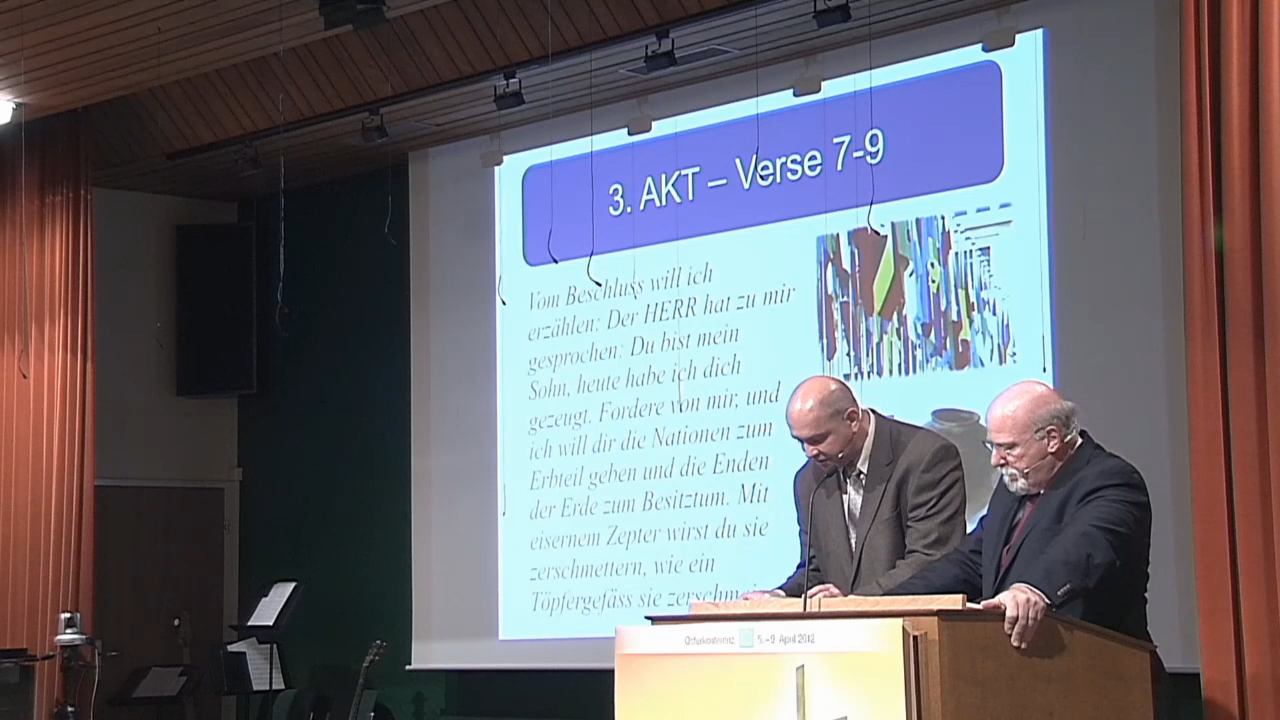 3. AKT – Verse 7-9
Vom Beschluss will ich
erzählen: Der HERR hat zu mir
gesprochen: Du bist mein
Sohn, heute habe ich dich
gezeugt. Fordere von mir, und
ich will dir die Nationen zum
Erbteil geben und die Enden
der Erde zum Besitztum. Mit
eisernem Zepter wirst du sie
zerschmettern, wie ein
Töpfergefäss sie
Osterkonferenz 5.–9. April 2012